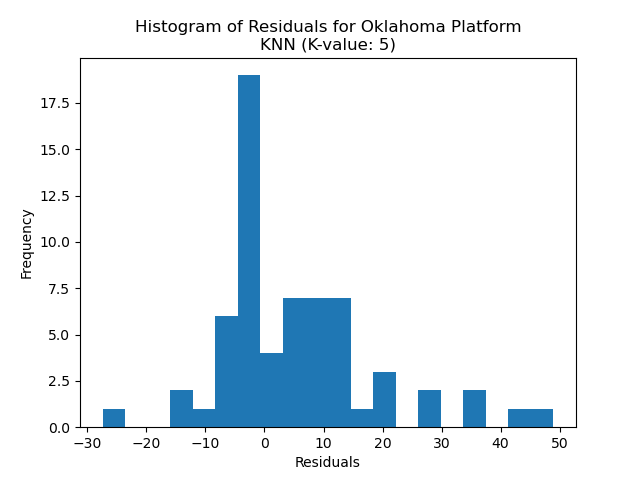 Histogram of Residuals for Oklahoma Platform
KNN (K-value: 5)
17.5
15.0
12.5
10.0
7.5
5.0
2.5
0.0
Frequency
−30 −20 −10 0 10 20 30 40 50
Residuals